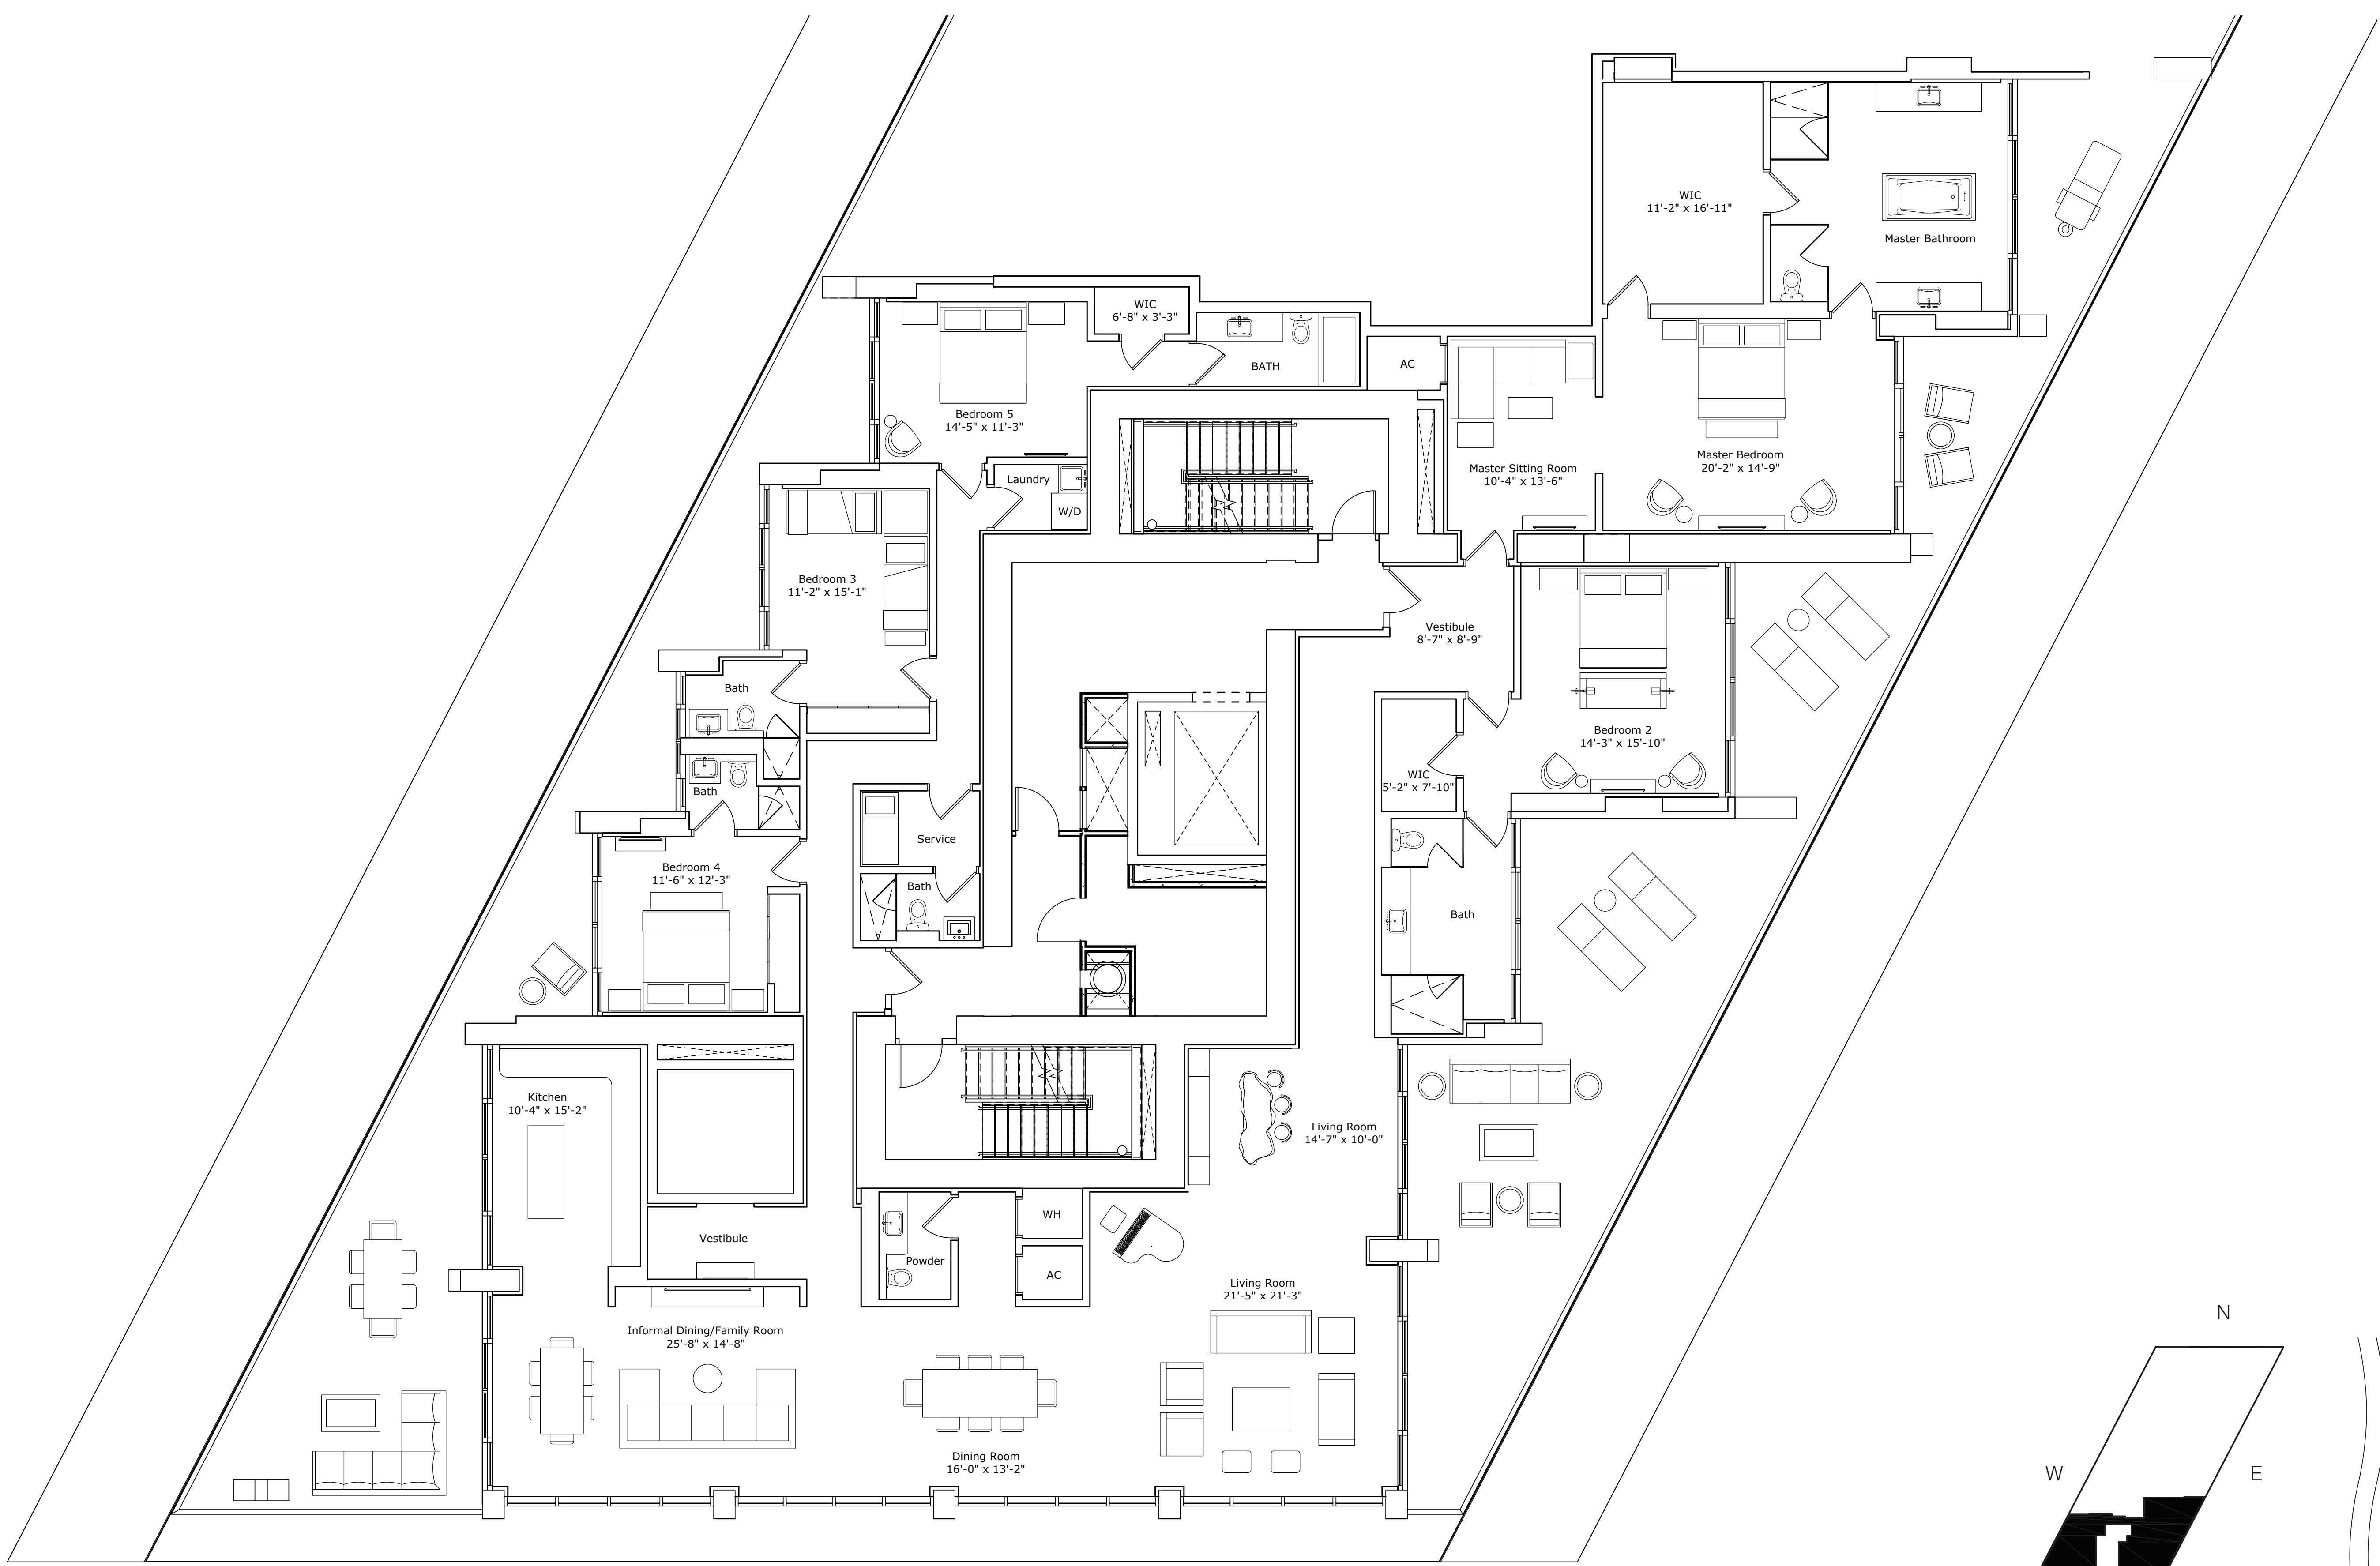 WIC
11'-2" x 16'-11"
Master Bathroom
WIC
6'-8" x 3'-3"
BATH
AC
Bedroom 5
14'-5" x 11'-3"
Master Bedroom
20'-2" x 14'-9"
Master Sitting Room
10'-4" x 13'-6"
Laundry
W/D
Bedroom 3
11'-2" x 15'-1"
Vestibule
8'-7" x 8'-9"
Bath
Bedroom 2
14'-3" x 15'-10"
WIC
5'-2" x 7'-10"
Bath
Service
Bedroom 4
11'-6" x 12'-3"
Bath
Bath
Kitchen
10'-4" x 15'-2"
Living Room
14'-7" x 10'-0"
WH
Vestibule
Powder
AC
Living Room
21'-5" x 21'-3"
Informal Dining/Family Room
25'-8" x 14'-8"
Dining Room
16'-0" x 13'-2"
N
W
E